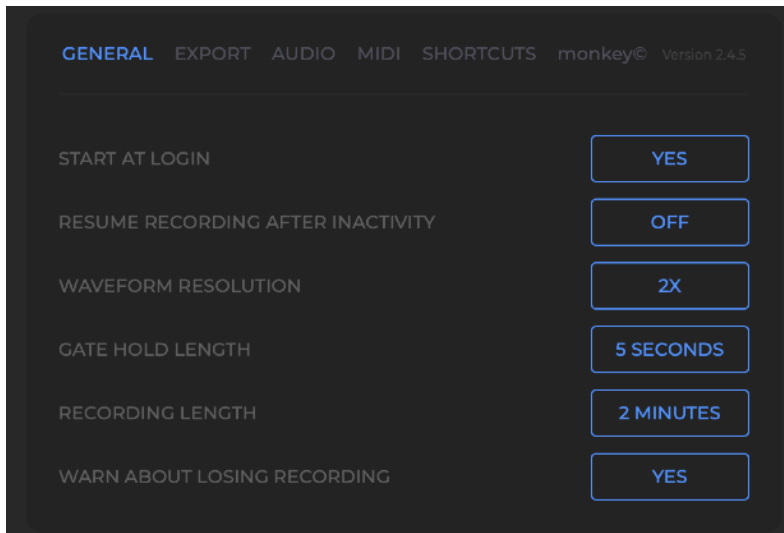 GENERAL EXPORT AUDIO MIDI SHORTCUTS monkey© Version 2.4.5
START AT LOGIN YES
RESUME RECORDING AFTER INACTIVITY OFF
WAVEFORM RESOLUTION 2X
GATE HOLD LENGTH 5 SECONDS
RECORDING LENGTH 2 MINUTES
WARN ABOUT LOSING RECORDING YES